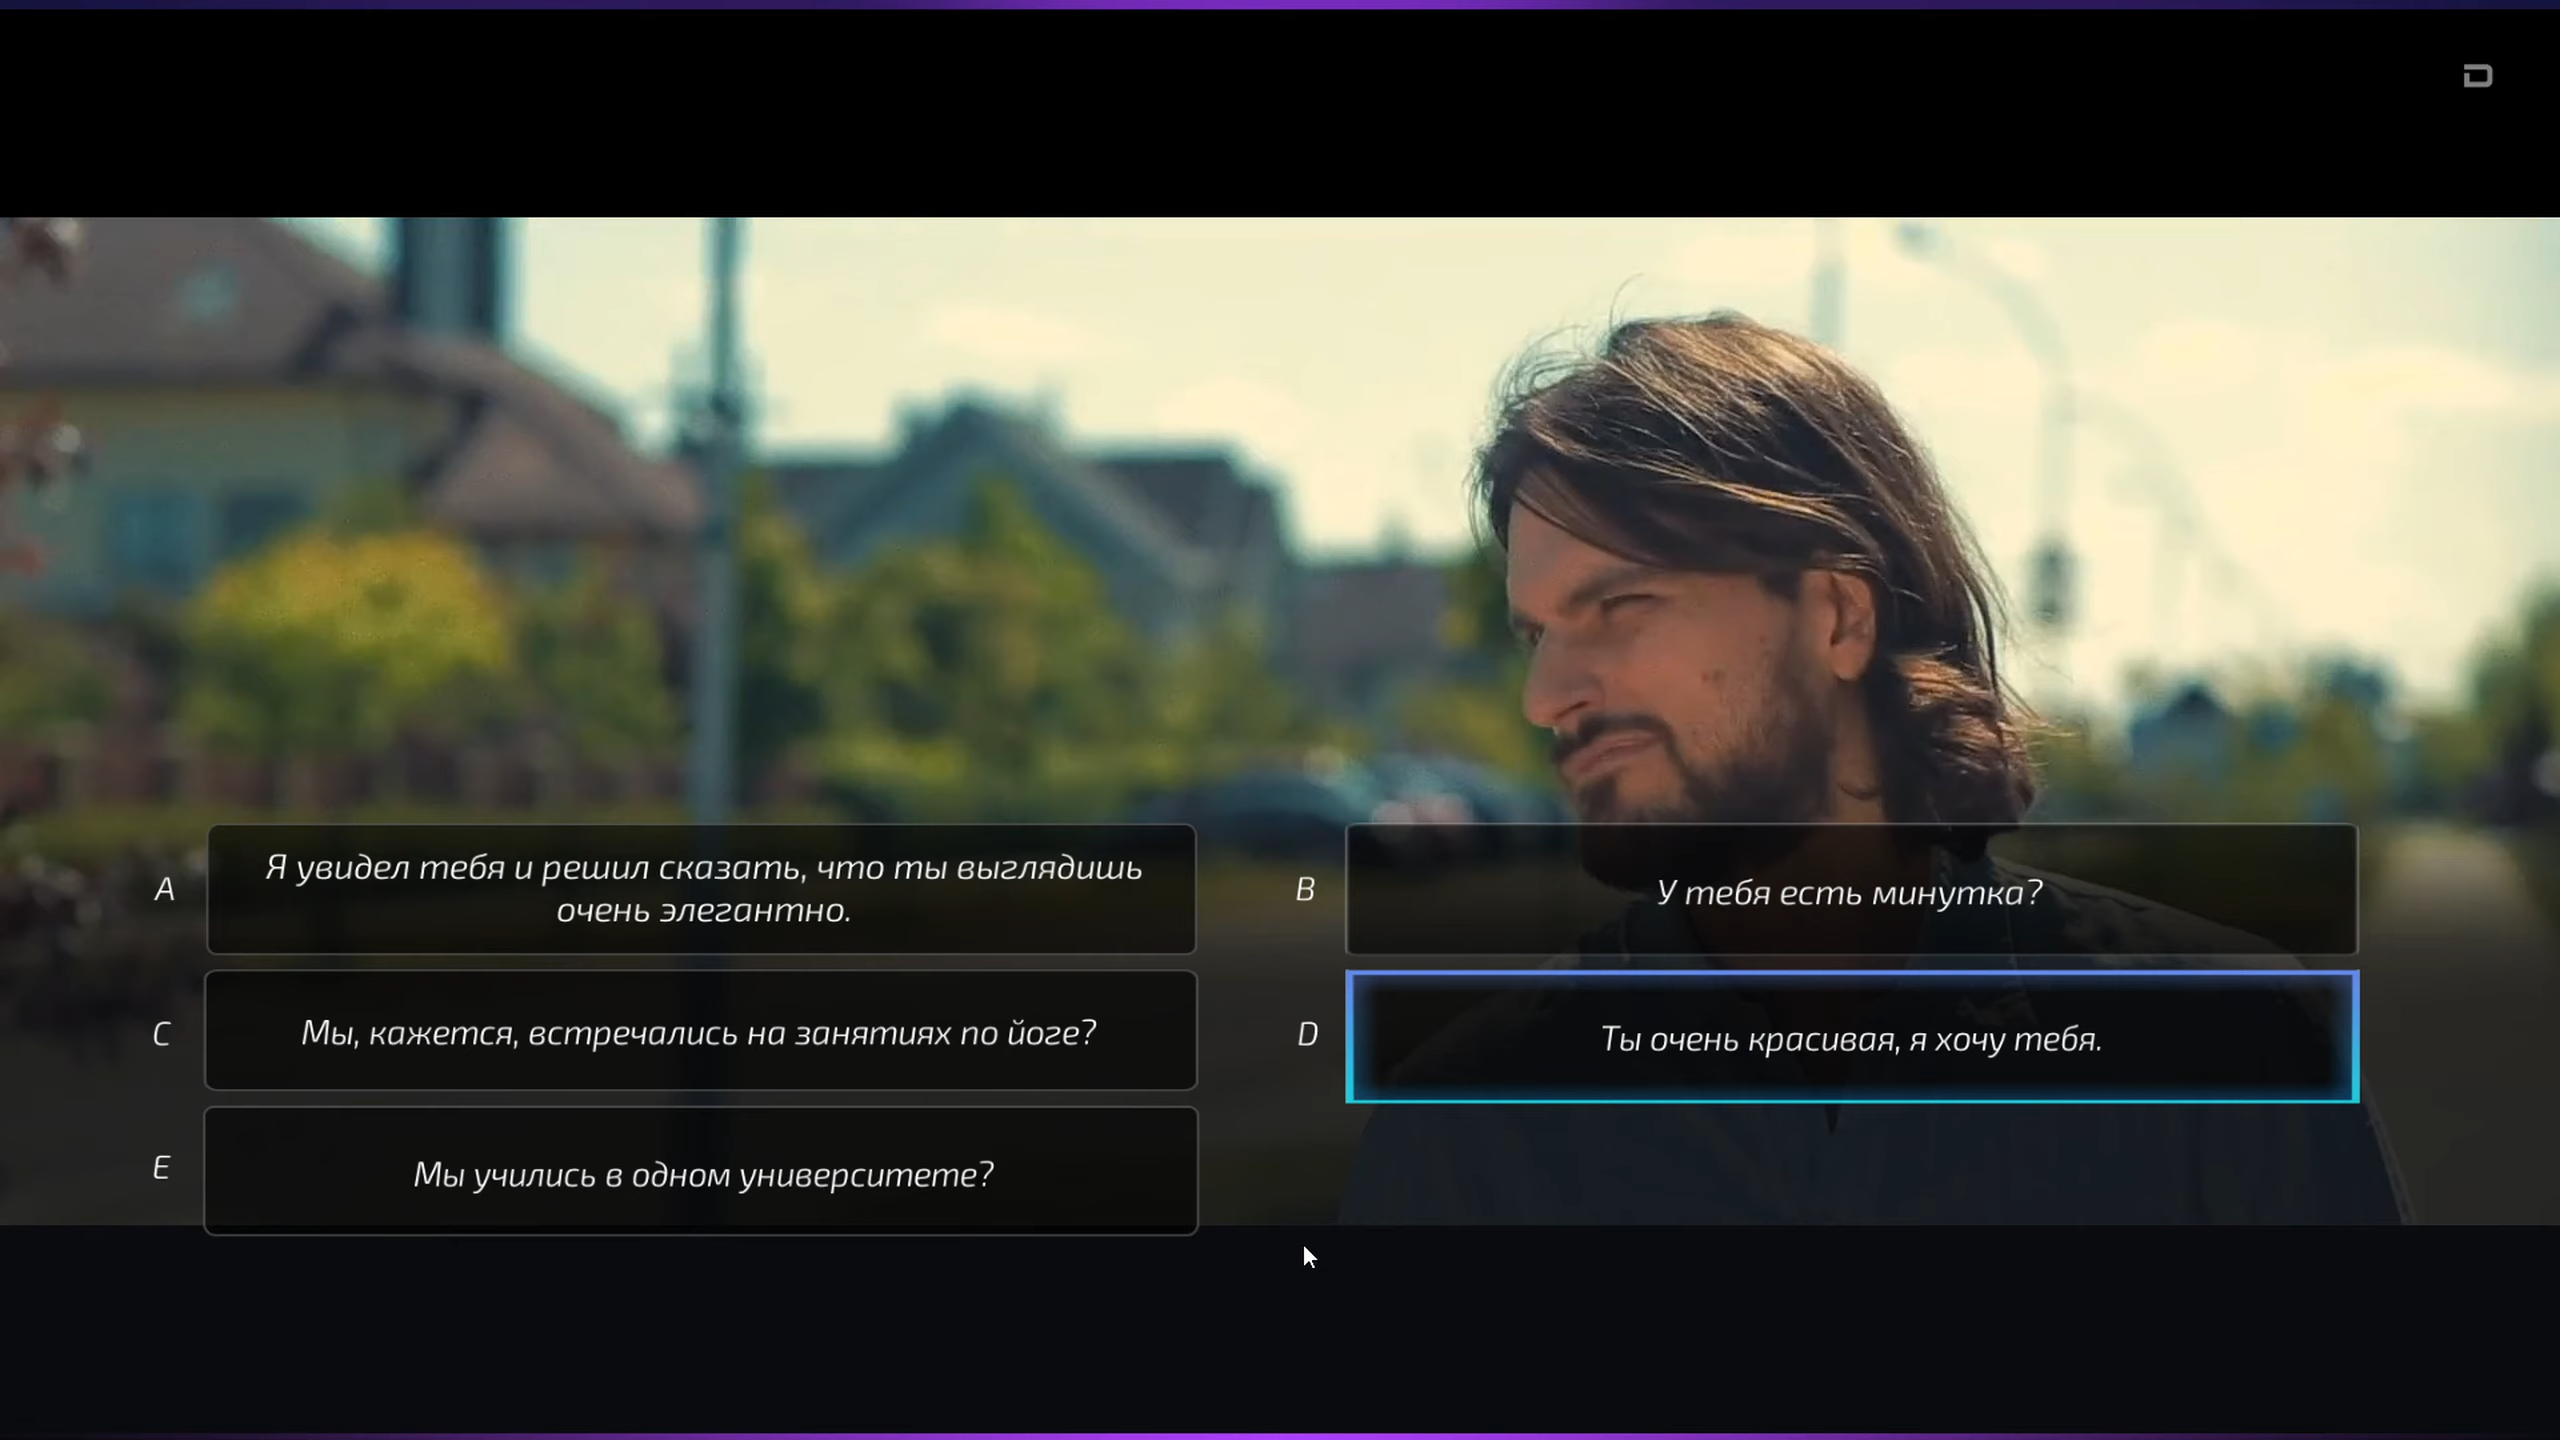 A
Я увидел тебя и решил сказать, что ты выглядишь
очень элегантно.
B
У тебя есть минутка?
C
Мы, кажется, встречались на занятиях по йоге?
D
Ты очень красивая, я хочу тебя.
E
Мы учились в одном университете?